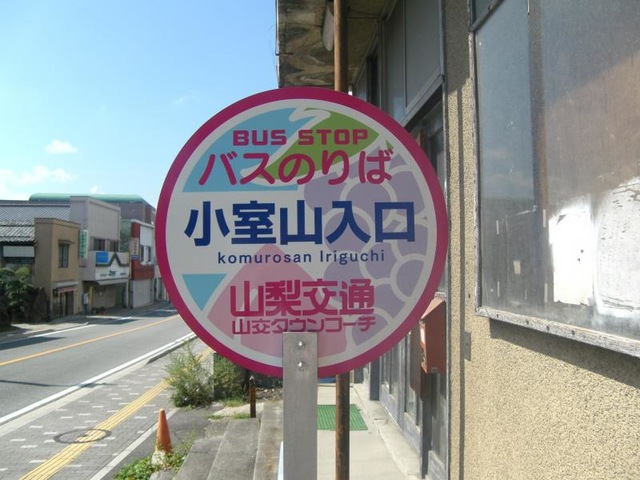 BUS STOP
バスのりば
小室山入口
komurosan Iriguchi
山梨交通
山交タウンコーチ